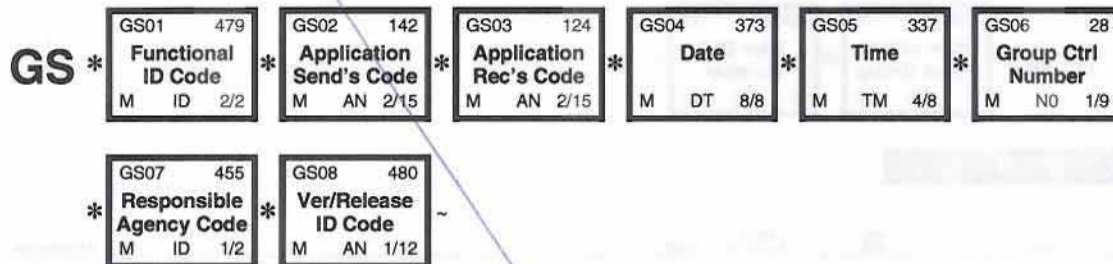 GS01 479 GS02 142 GS03 124 GS04 373 GS05 337 GS06 28
GS * Functional ID Code * Application Send's Code * Application Rec's Code * Date * Time * Group Ctrl Number
M ID 2/2 M AN 2/15 M AN 2/15 M DT 8/8 M TM 4/8 M N0 1/9
GS07 455 GS08 480
* Responsible Agency Code * Ver/Release ID Code ~
M ID 1/2 M AN 1/12